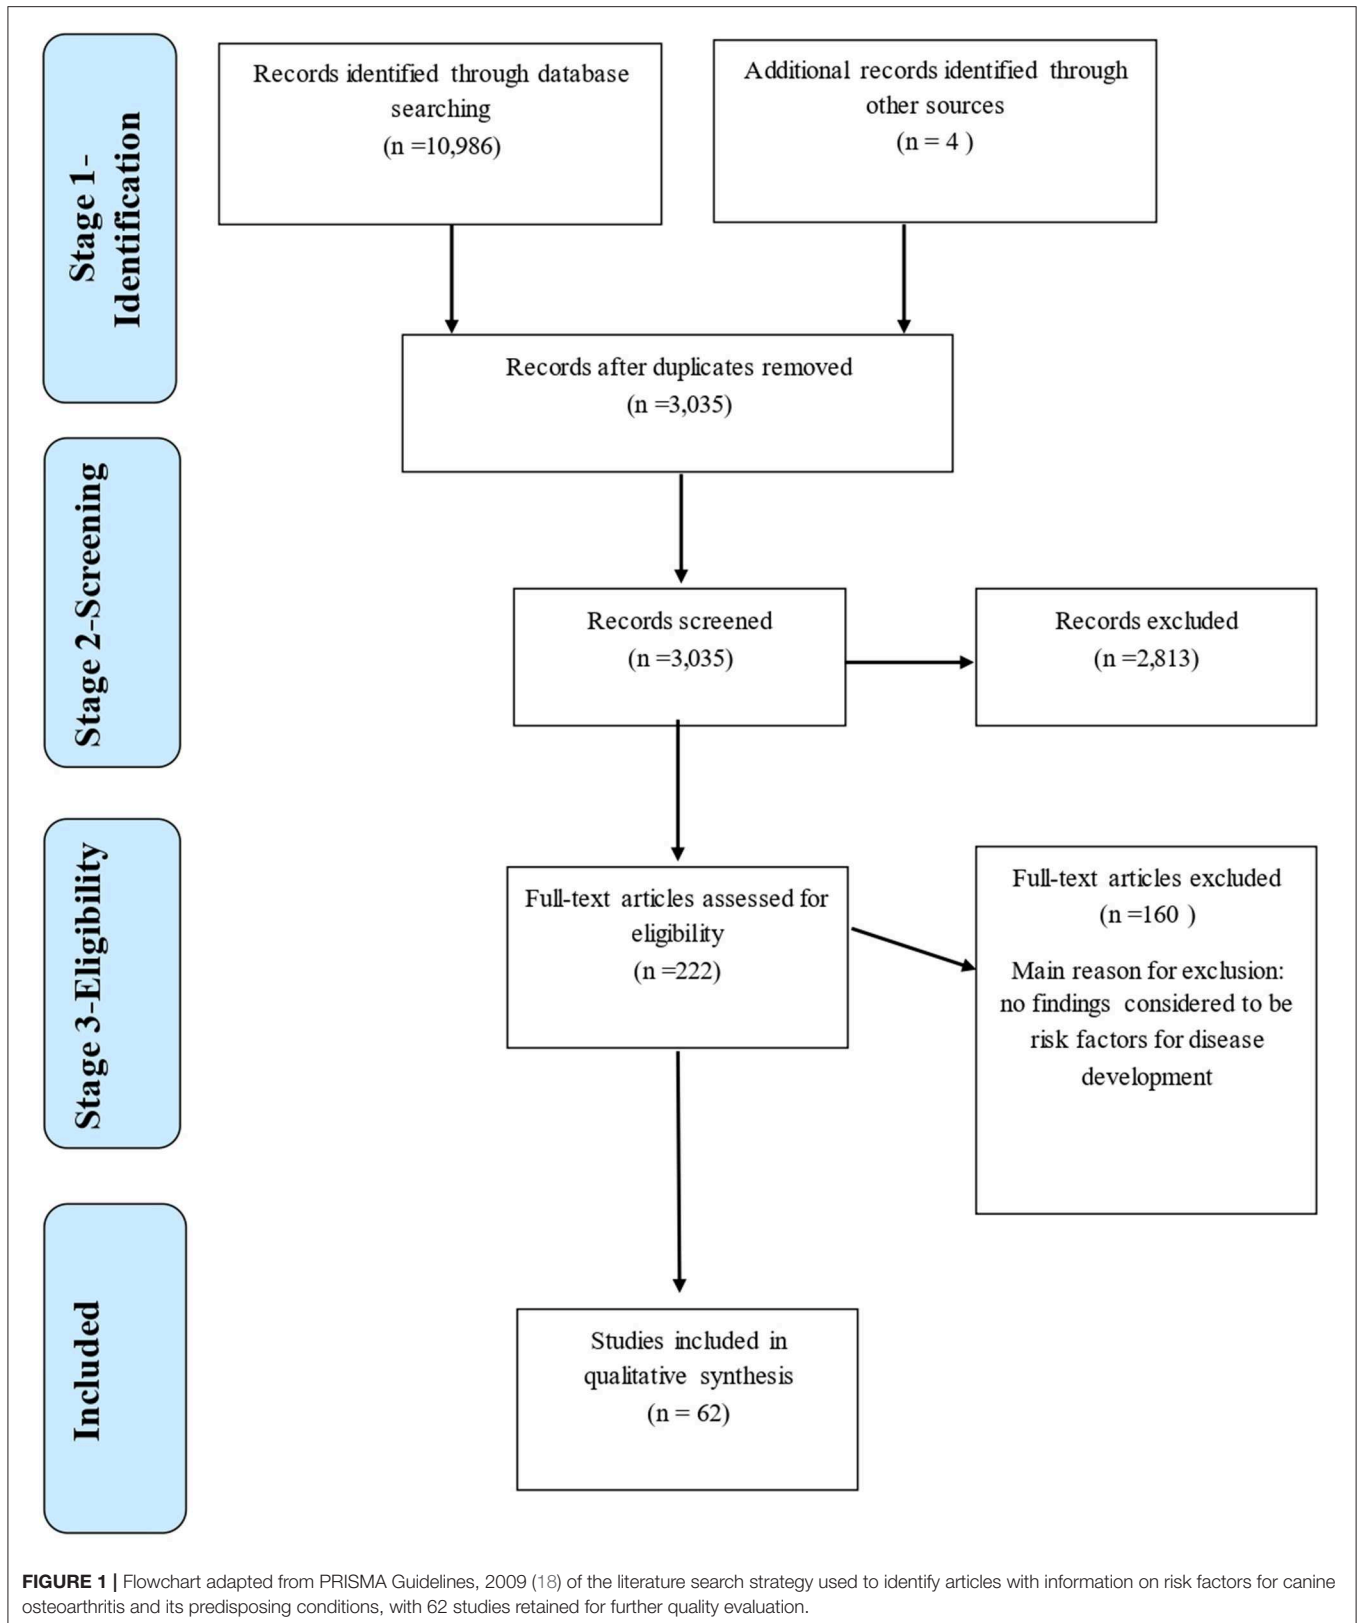 Stage 1-
Identification
Records identified through database
searching
(n =10,986)
Additional records identified through
other sources
(n = 4 )
Records after duplicates removed
(n =3,035)
Stage 2-Screening
Records screened
(n =3,035)
Records excluded
(n =2,813)
Stage 3-Eligibility
Full-text articles assessed for
eligibility
(n =222)
Full-text articles excluded
(n =160 )
Main reason for exclusion:
no findings considered to be
risk factors for disease
development
Included
Studies included in
qualitative synthesis
(n = 62)
FIGURE 1 | Flowchart adapted from PRISMA Guidelines, 2009 (18) of the literature search strategy used to identify articles with information on risk factors for canine
osteoarthritis and its predisposing conditions, with 62 studies retained for further quality evaluation.